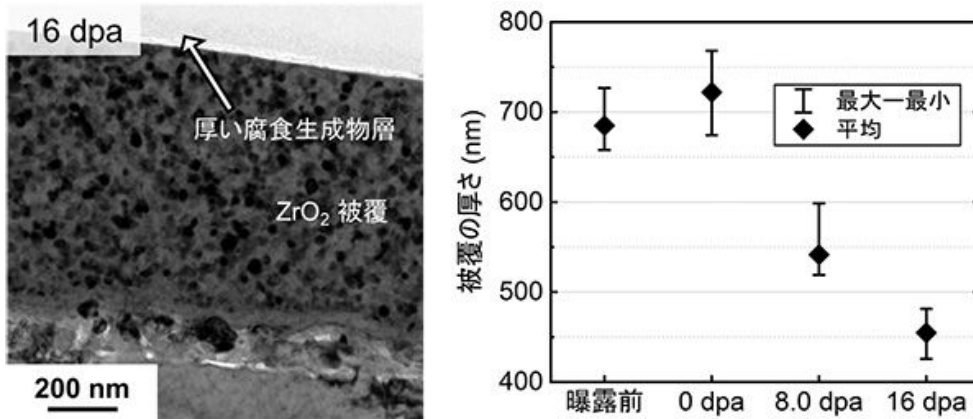 16 dpa
厚い腐食生成物層
ZrO₂ 被覆
200 nm
被覆の厚さ (nm)
800
700
600
500
400
最大ー最小
平均
曝露前 0 dpa 8.0 dpa 16 dpa